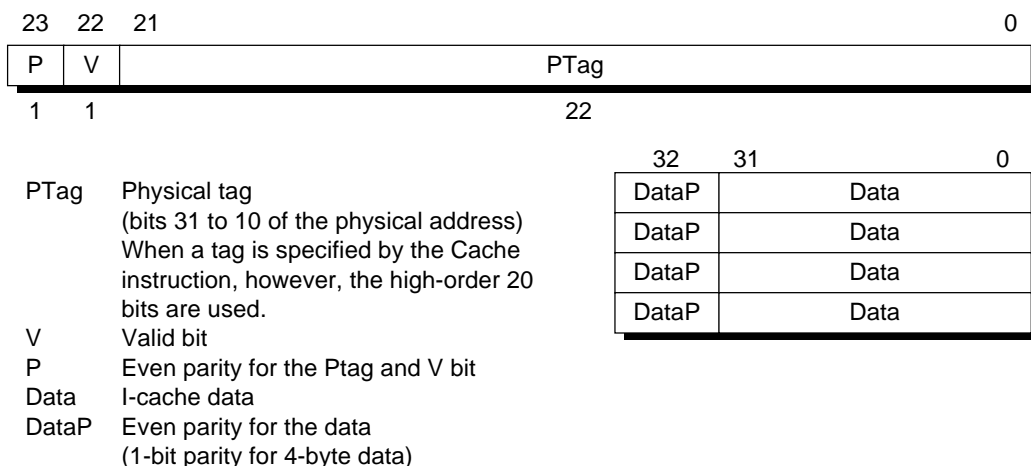 23 22 21 0
P V PTag
1 1 22
32 31 0
DataP Data
DataP Data
DataP Data
DataP Data
PTag Physical tag
(bits 31 to 10 of the physical address)
When a tag is specified by the Cache
instruction, however, the high-order 20
bits are used.
V Valid bit
P Even parity for the Ptag and V bit
Data I-cache data
DataP Even parity for the data
(1-bit parity for 4-byte data)